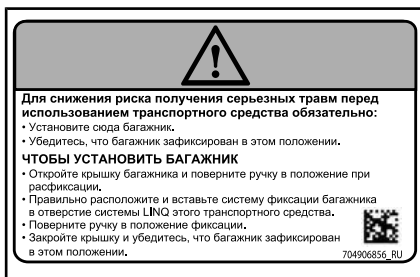 Для снижения риска получения серьезных травм перед
использованием транспортного средства обязательно:
• Установите сюда багажник.
• Убедитесь, что багажник зафиксирован в этом положении.
ЧТОБЫ УСТАНОВИТЬ БАГАЖНИК
• Откройте крышку багажника и поверните ручку в положение при
расфиксации.
• Правильно расположите и вставьте систему фиксации багажника
в отверстие системы LINQ этого транспортного средства.
• Поверните ручку в положение фиксации.
• Закройте крышку и убедитесь, что багажник зафиксирован
в этом положении.
704906856_RU